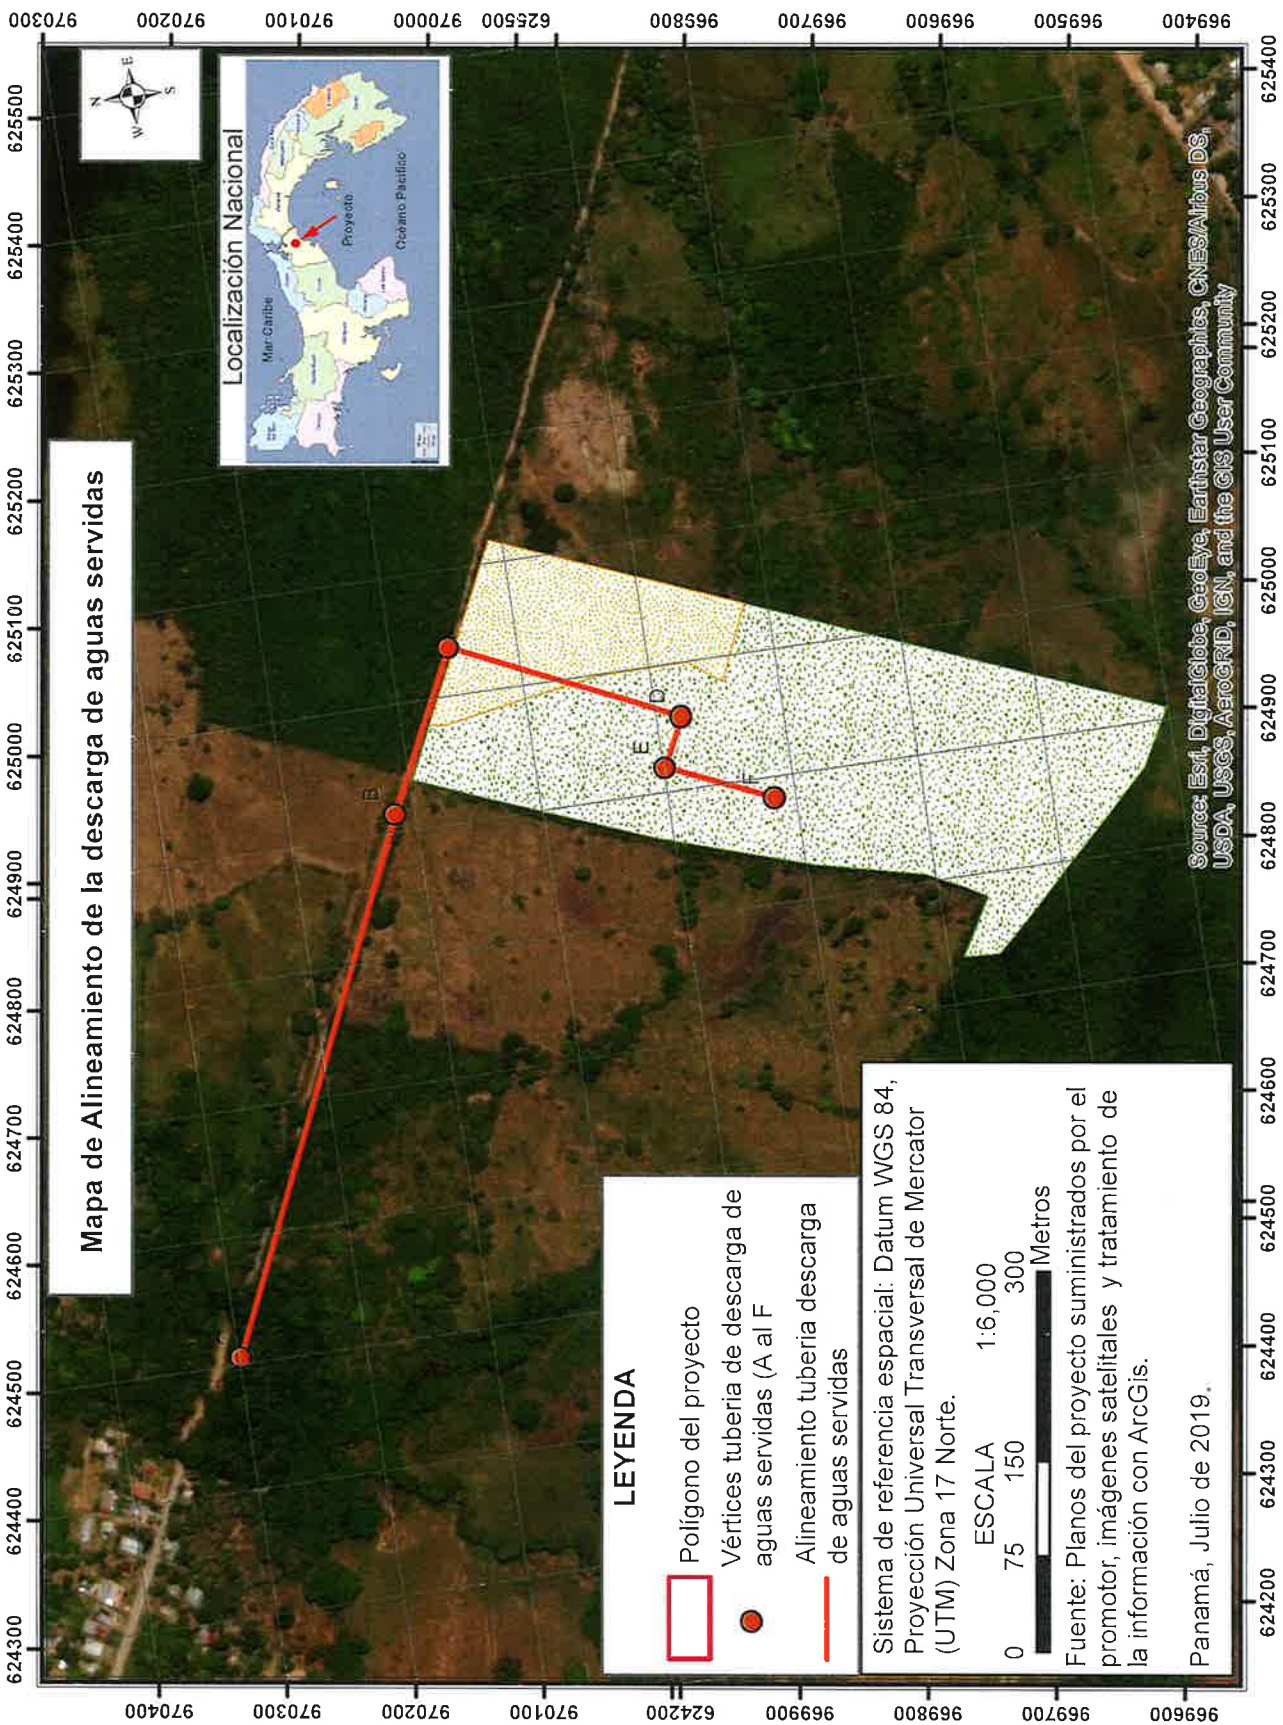 Mapa de Alineamiento de la descarga de aguas servidas
624300 624400 624500 624600 624700 624800 624900 625000 625100 625200 625300 625400 625500
970300 970200 970100 970000 625500 969800 969700 969600 969500 969400
N
W E
S
Localización Nacional
Mar Caribe
Proyecto
Océano Pacífico
B
D
E
F
LEYENDA
Polígono del proyecto
Vértices tuberia de descarga de
aguas servidas (A al F
Alineamiento tuberia descarga
de aguas servidas
Sistema de referencia espacial: Datum WGS 84,
Proyección Universal Transversal de Mercator
(UTM) Zona 17 Norte.
ESCALA 1:6,000
0 75 150 300
Metros
Fuente: Planos del proyecto suministrados por el
promotor, imágenes satelitales y tratamiento de
la información con ArcGis.
Panamá, Julio de 2019.
Source: Esri, DigitalGlobe, GeoEye, Earthstar Geographics, CNES/Airbus DS,
USDA, USGS, AeroGRID, IGN, and the GIS User Community
970400 970300 970200 970100 624200 969900 969800 969700 969600
624200 624300 624400 624500 624600 624700 624800 624900 625000 625100 625200 625300 625400